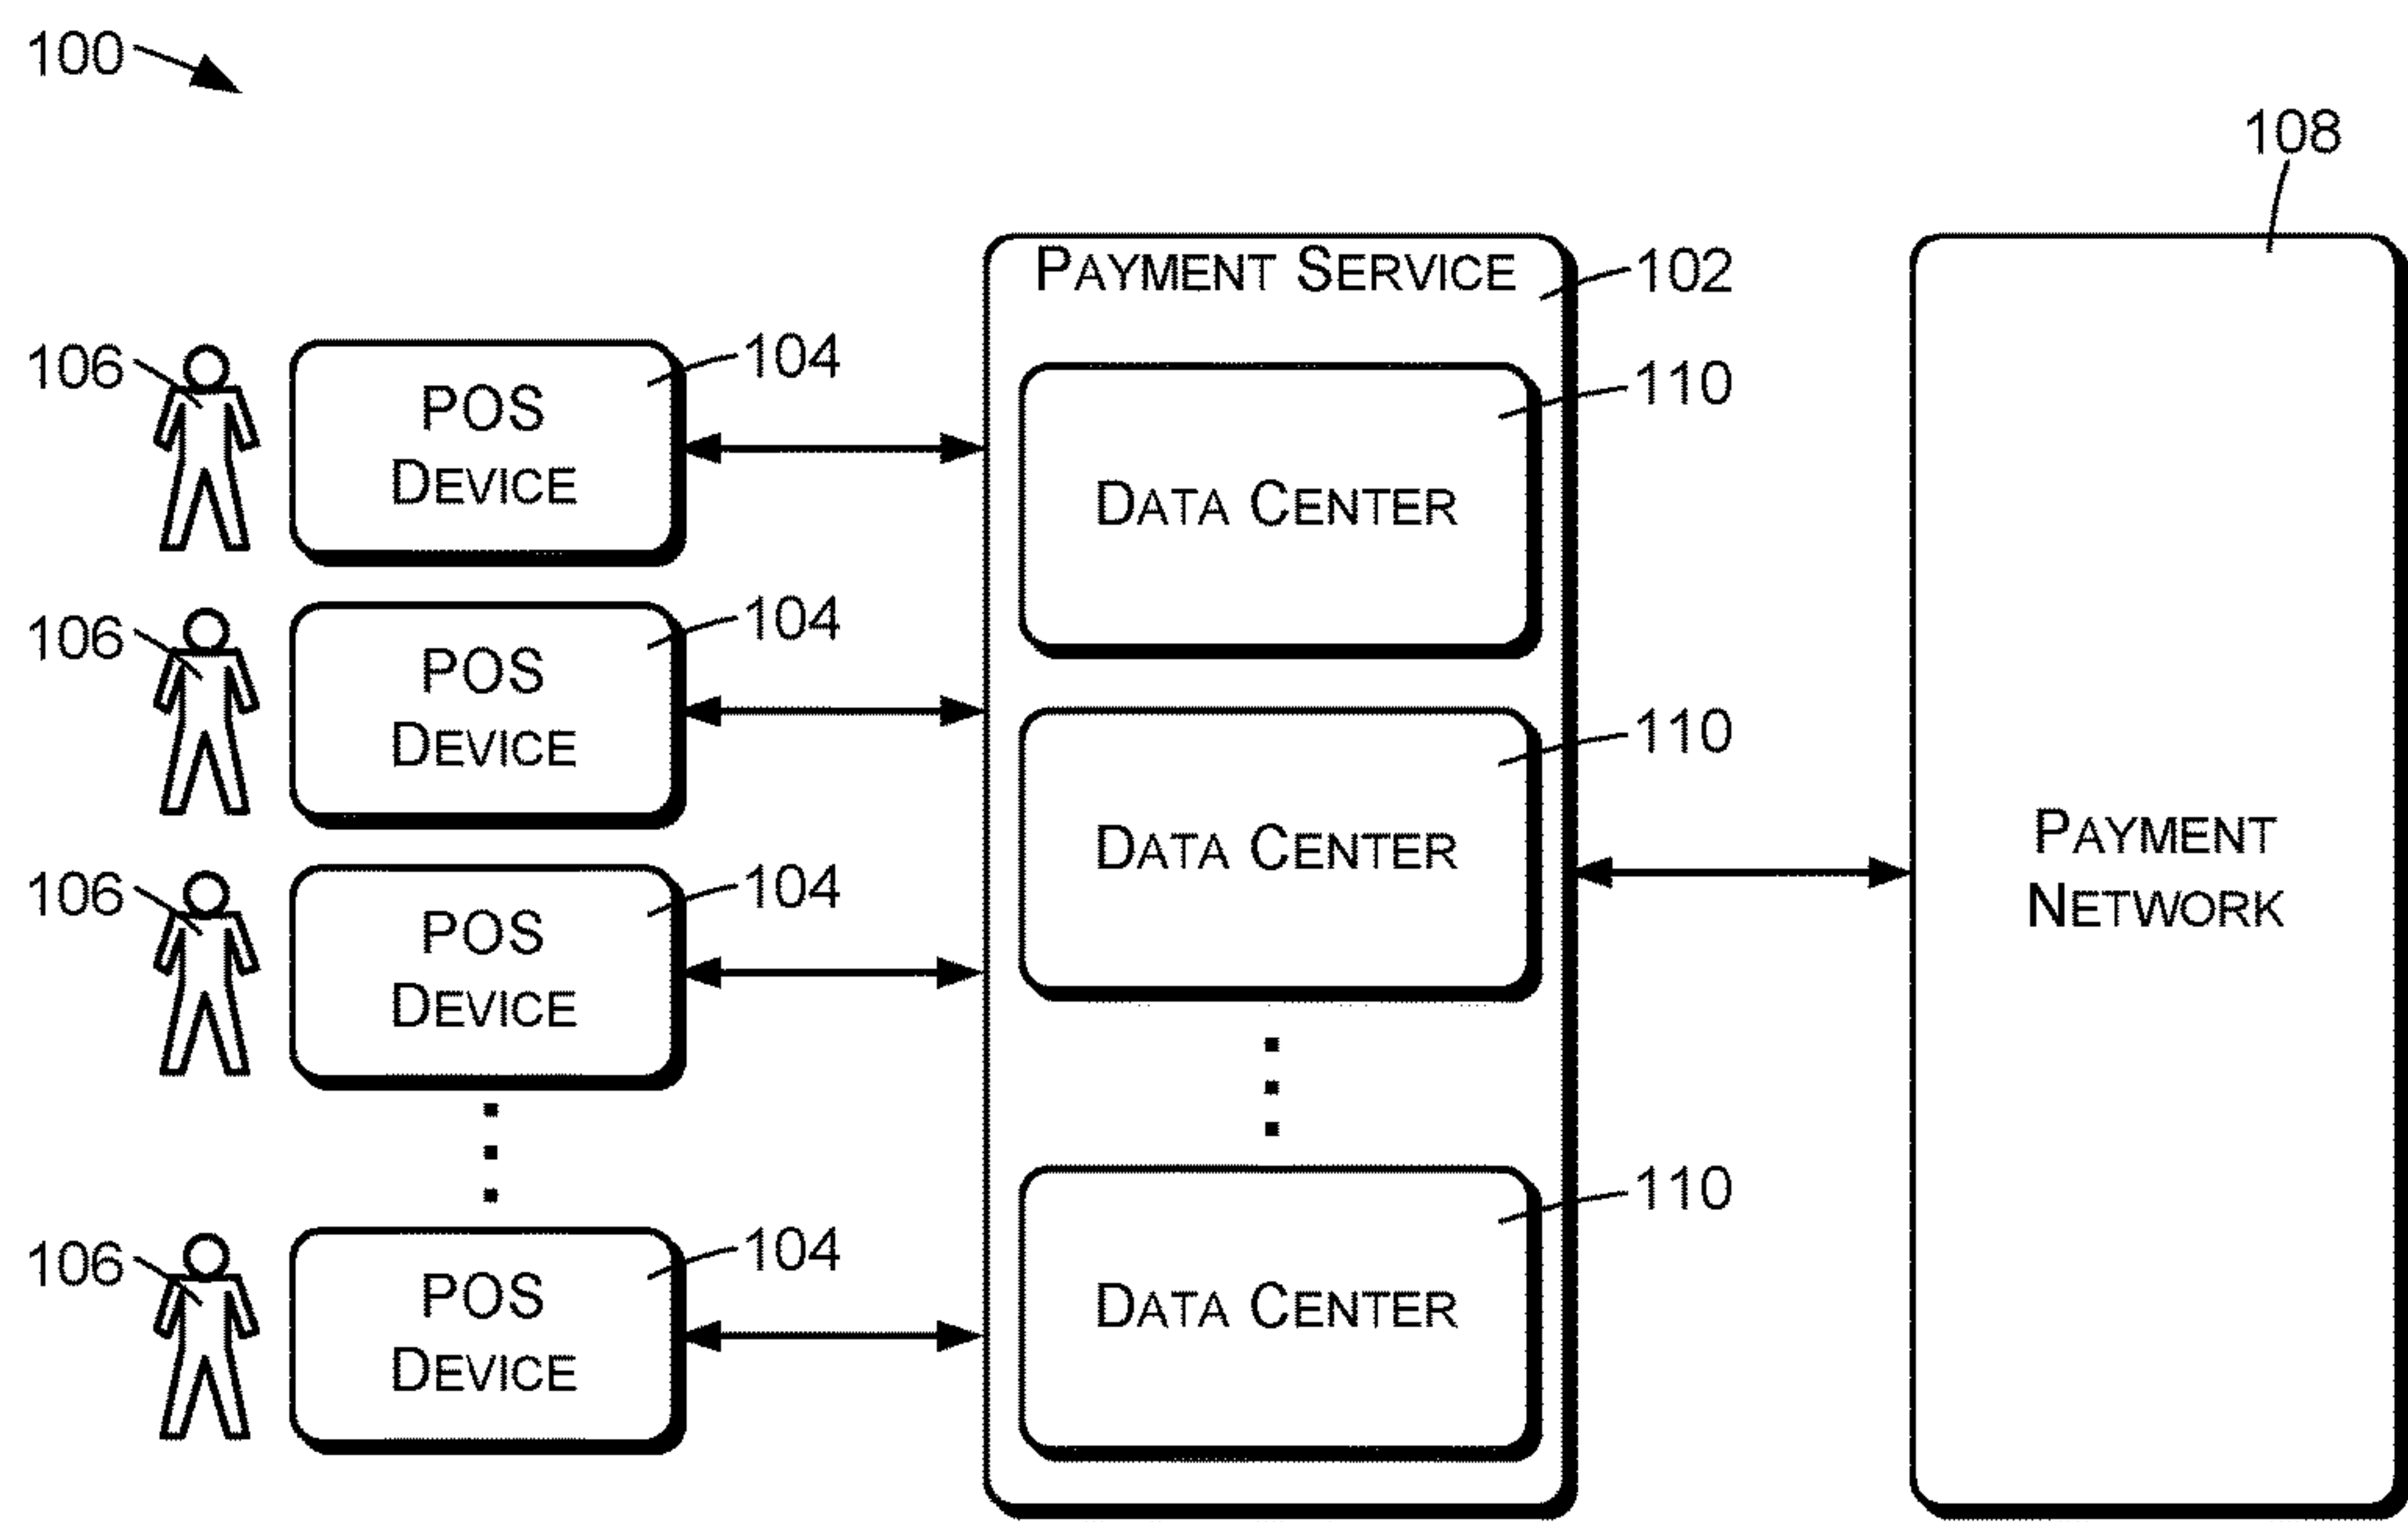 100
108
PAYMENT SERVICE
102
106
POS
DEVICE
104
DATA CENTER
110
106
POS
DEVICE
104
DATA CENTER
110
106
POS
DEVICE
104
PAYMENT
NETWORK
106
POS
DEVICE
104
DATA CENTER
110